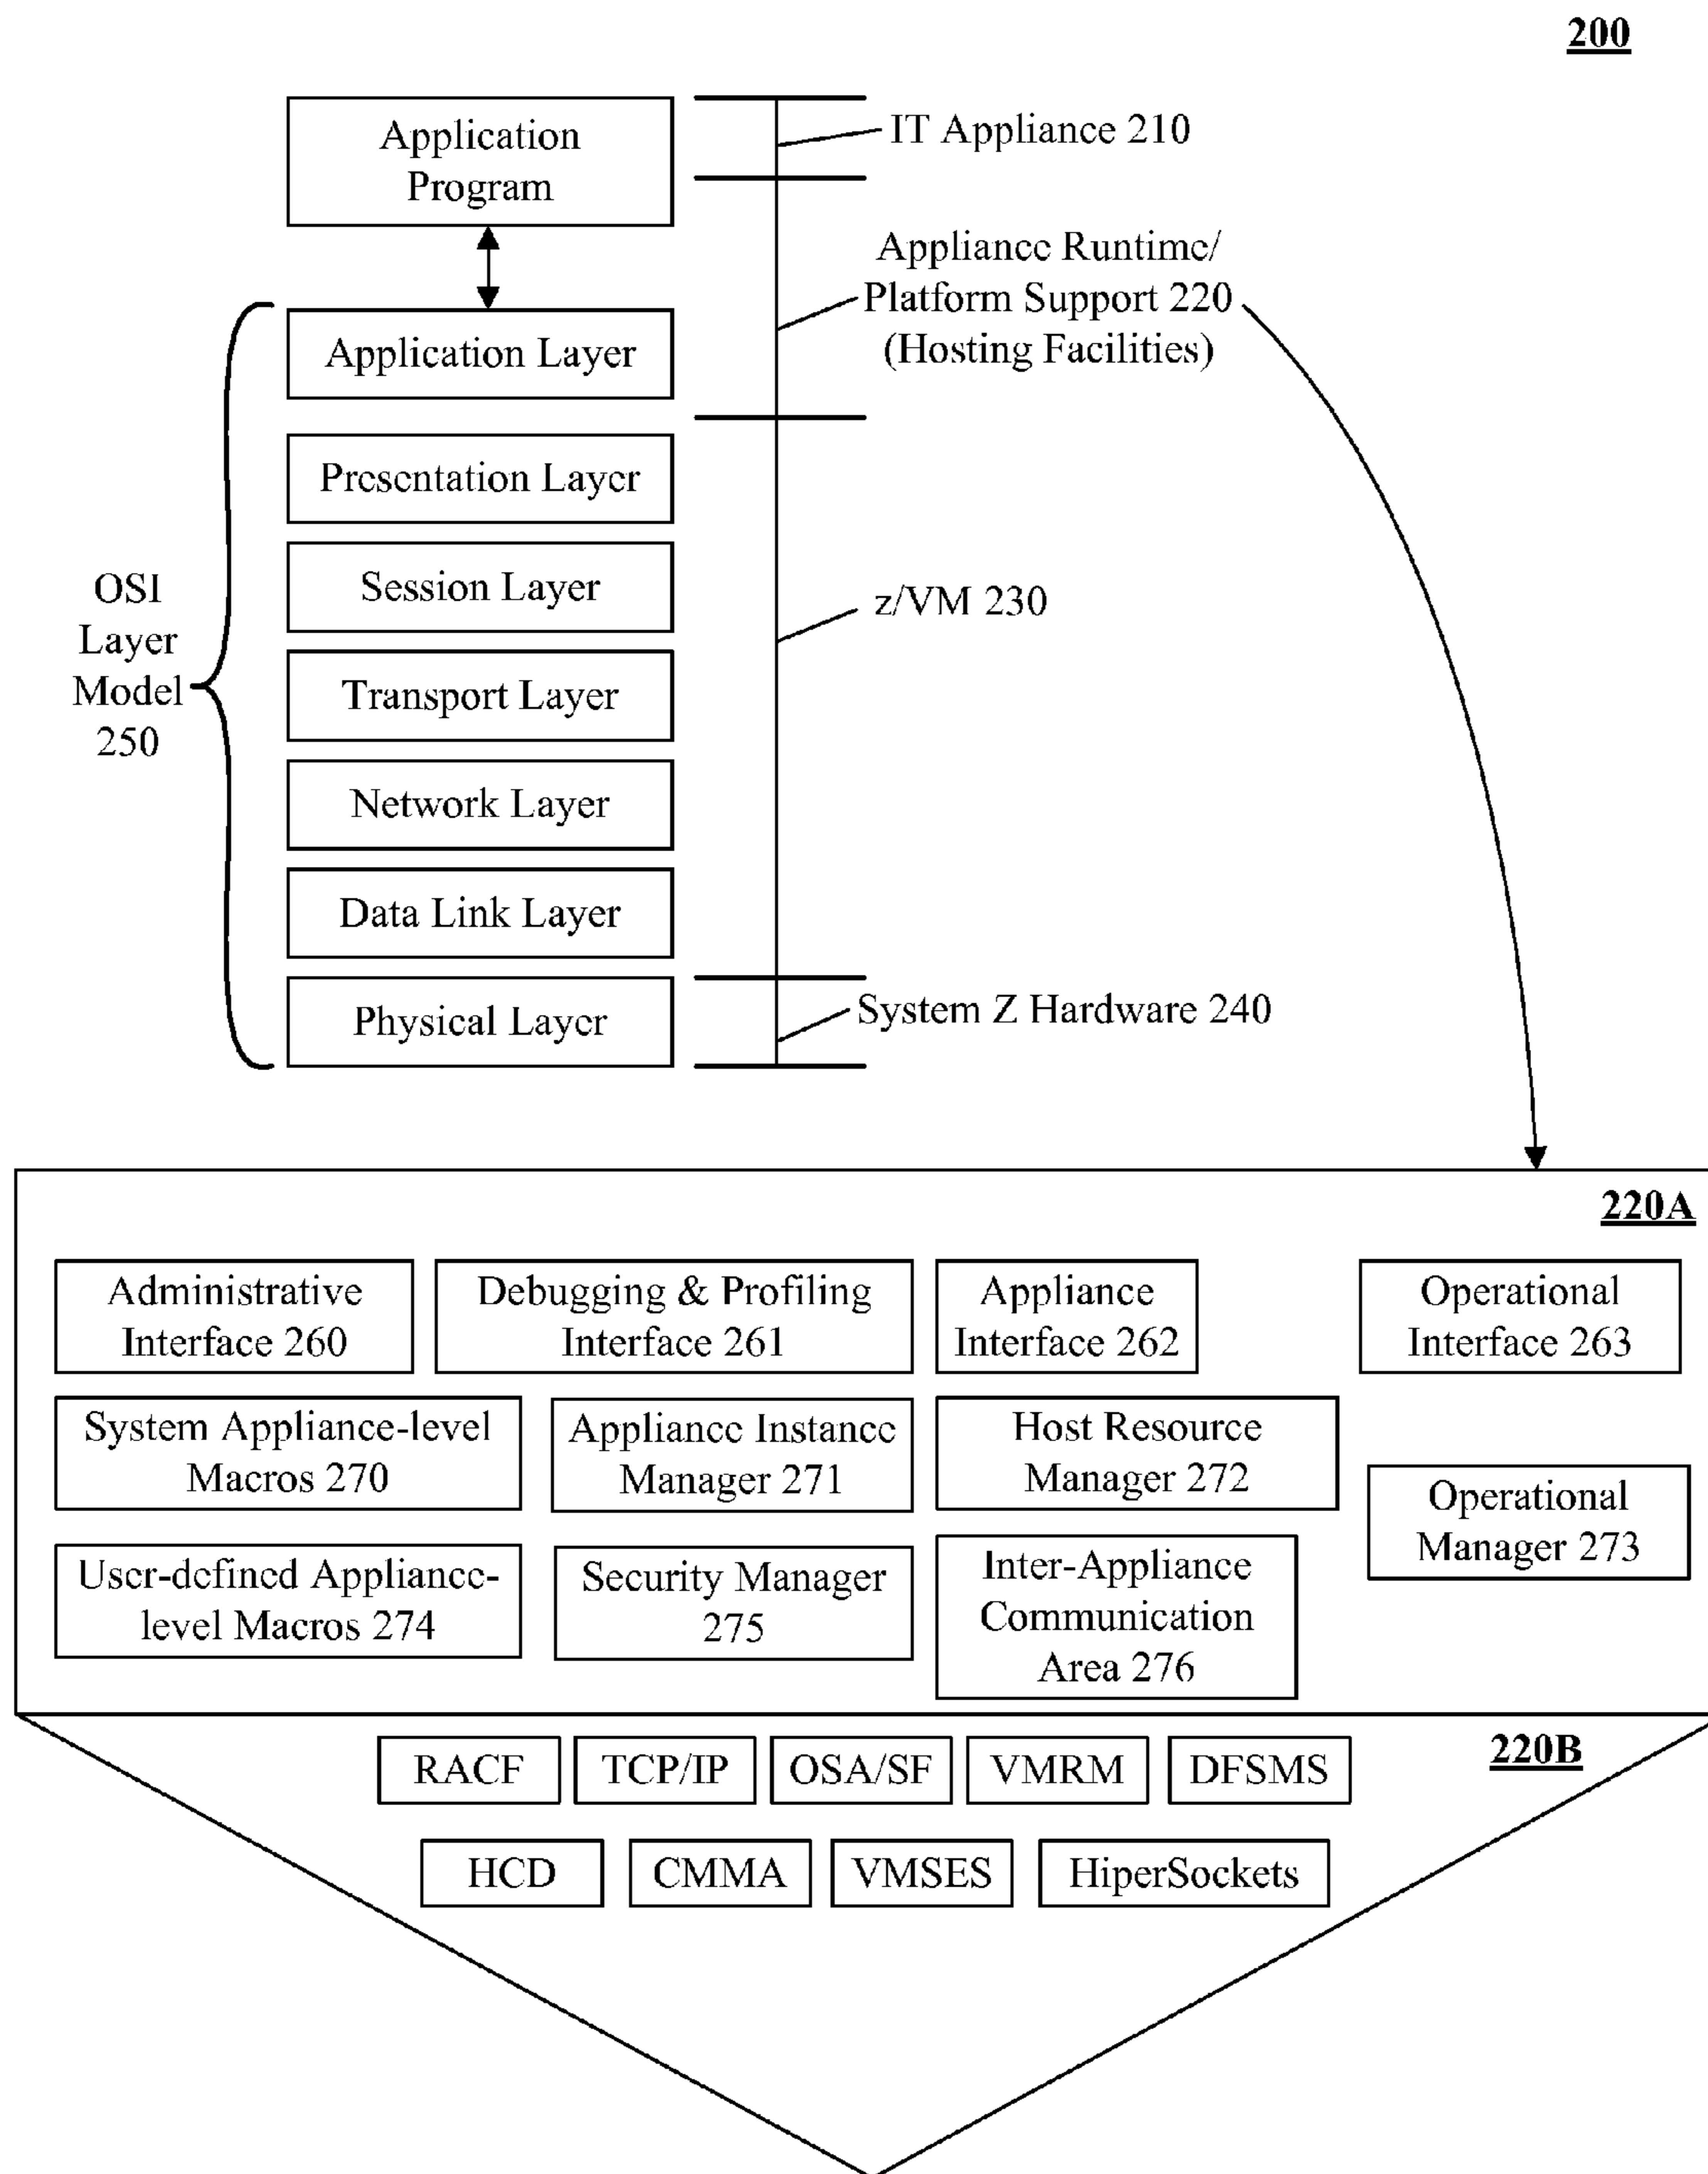 200
Application
Program
IT Appliance 210
Appliance Runtime/
Platform Support 220
(Hosting Facilities)
Application Layer
Presentation Layer
Session Layer
Transport Layer
Network Layer
Data Link Layer
Physical Layer
OSI
Layer
Model
250
z/VM 230
System Z Hardware 240
220A
Administrative
Interface 260
Debugging & Profiling
Interface 261
Appliance
Interface 262
Operational
Interface 263
System Appliance-level
Macros 270
Appliance Instance
Manager 271
Host Resource
Manager 272
Operational
Manager 273
User-defined Appliance-
level Macros 274
Security Manager
275
Inter-Appliance
Communication
Area 276
220B
RACF
TCP/IP
OSA/SF
VMRM
DFSMS
HCD
CMMA
VMSES
HiperSockets